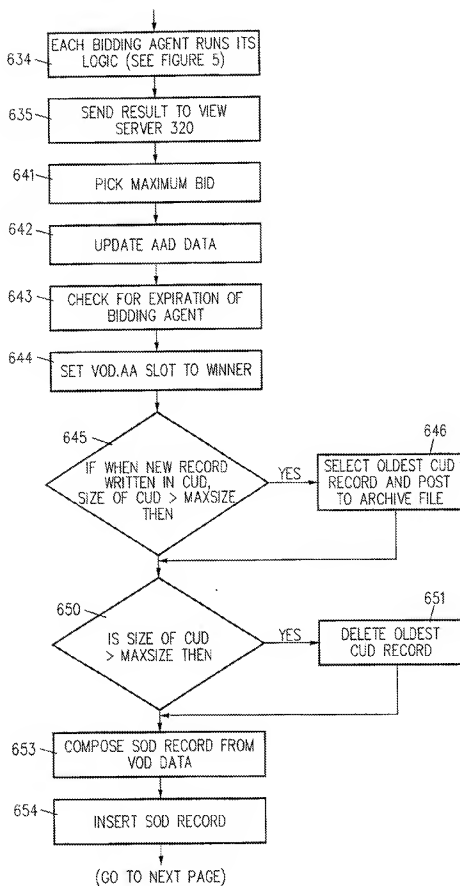 634
EACH BIDDING AGENT RUNS ITS
LOGIC (SEE FIGURE 5)
635
SEND RESULT TO VIEW
SERVER 320
641
PICK MAXIMUM BID
642
UPDATE AAD DATA
643
CHECK FOR EXPIRATION OF
BIDDING AGENT
644
SET VOD.AA SLOT TO WINNER
645
IF WHEN NEW RECORD
WRITTEN IN CUD,
SIZE OF CUD > MAXSIZE
THEN
YES
646
SELECT OLDEST CUD
RECORD AND POST
TO ARCHIVE FILE
650
IS SIZE OF CUD
> MAXSIZE THEN
YES
651
DELETE OLDEST
CUD RECORD
653
COMPOSE SOD RECORD FROM
VOD DATA
654
INSERT SOD RECORD
(GO TO NEXT PAGE)